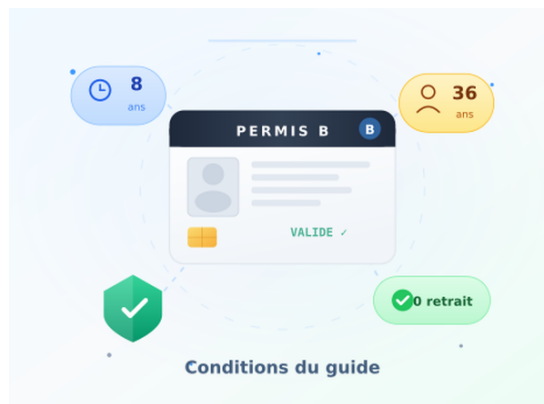 8
ans
36
ans
PERMIS B
B
VALIDE ✓
0 retrait
Conditions du guide